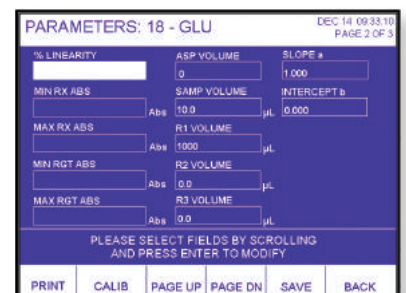 PARAMETERS: 18 - GLU
DEC 14 09:33:10
PAGE 2 OF 3
% LINEARITY
ASP VOLUME
SLOPE a
0
1.000
MIN RX ABS
SAMP VOLUME
INTERCEPT b
Abs
10.0
µL
0.000
MAX RX ABS
R1 VOLUME
Abs
1000
µL
MIN RGT ABS
R2 VOLUME
Abs
0.0
µL
MAX RGT ABS
R3 VOLUME
Abs
0.0
µL
PLEASE SELECT FIELDS BY SCROLLING
AND PRESS ENTER TO MODIFY
PRINT
CALIB
PAGE UP
PAGE DN
SAVE
BACK